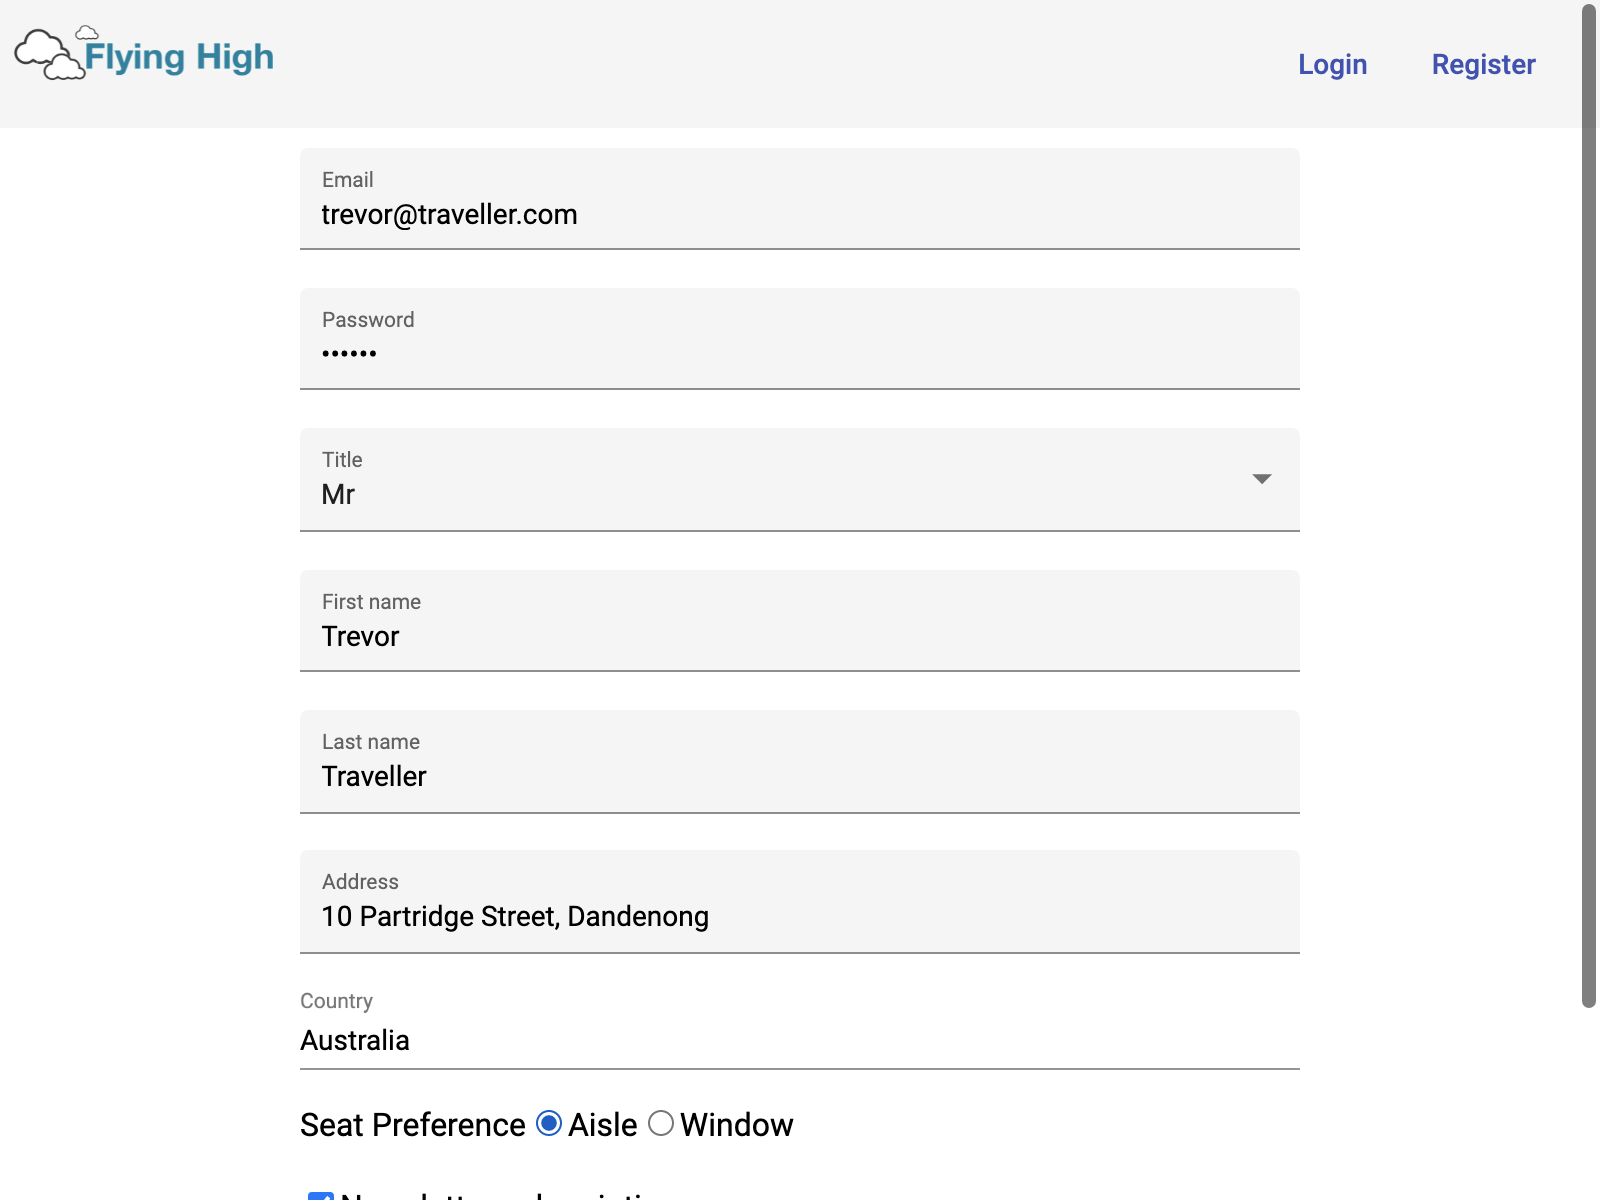 Flying High
Login Register
Email
trevor@traveller.com
Password
••••••
Title
Mr
First name
Trevor
Last name
Traveller
Address
10 Partridge Street, Dandenong
Country
Australia
Seat Preference Aisle Window